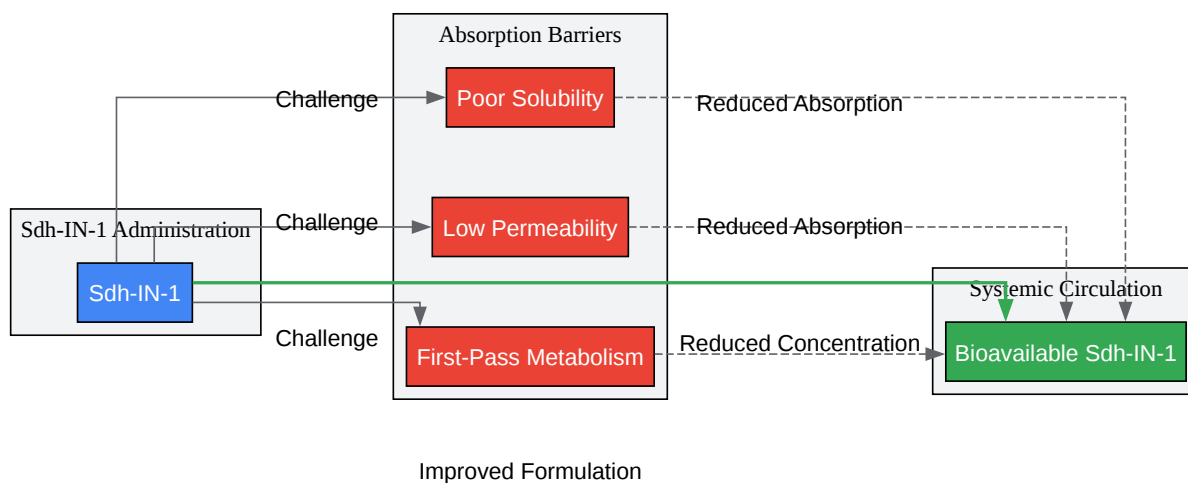 Absorption Barriers
Challenge
Poor Solubility
Reduced Absorption
Sdh-IN-1 Administration
Challenge
Low Permeability
Reduced Absorption
Sdh-IN-1
Systemic Circulation
Challenge
First-Pass Metabolism
Reduced Concentration
Bioavailable Sdh-IN-1
Improved Formulation